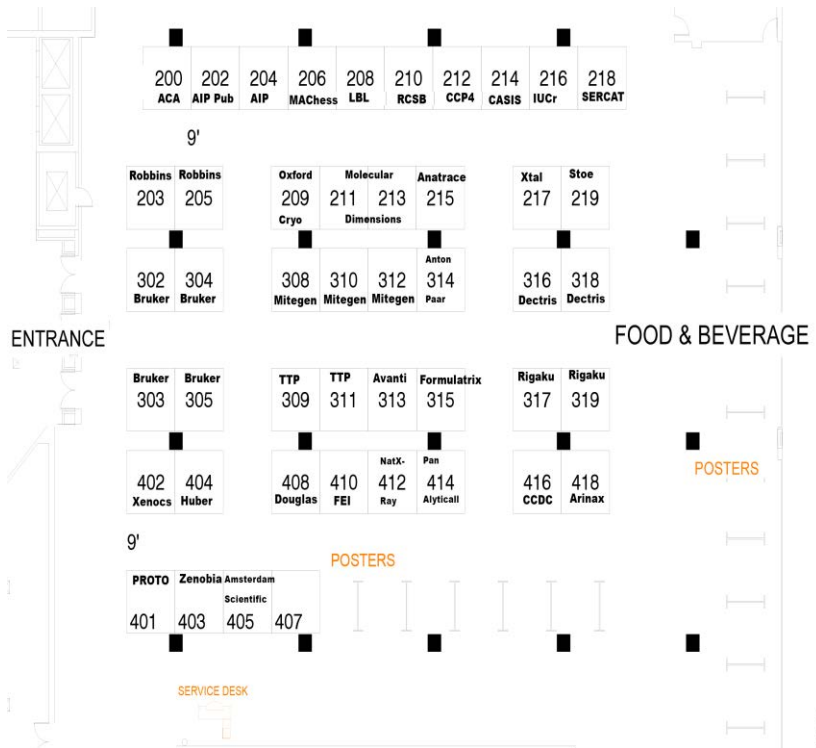 200 202 204 206 208 210 212 214 216 218
ACA AIP Pub AIP MAChess LBL RCSB CCP4 CASIS IUCr SERCAT
9'
Robbins Robbins Oxford Molecular Anatrace Xtal Stoe
203 205 209 211 213 215 217 219
Cryo Dimensions
Anton
302 304 308 310 312 314 316 318
Bruker Bruker Mitegen Mitegen Mitegen Paar Dectris Dectris
ENTRANCE FOOD & BEVERAGE
Bruker Bruker TTP TTP Avanti Formulatrix Rigaku Rigaku
303 305 309 311 313 315 317 319
NatX- Pan
POSTERS
402 404 408 410 412 414 416 418
Xenocs Huber Douglas FEI Ray Alyticall CCDC Arinax
9'
POSTERS
PROTO Zenobia Amsterdam
Scientific
401 403 405 407
SERVICE DESK